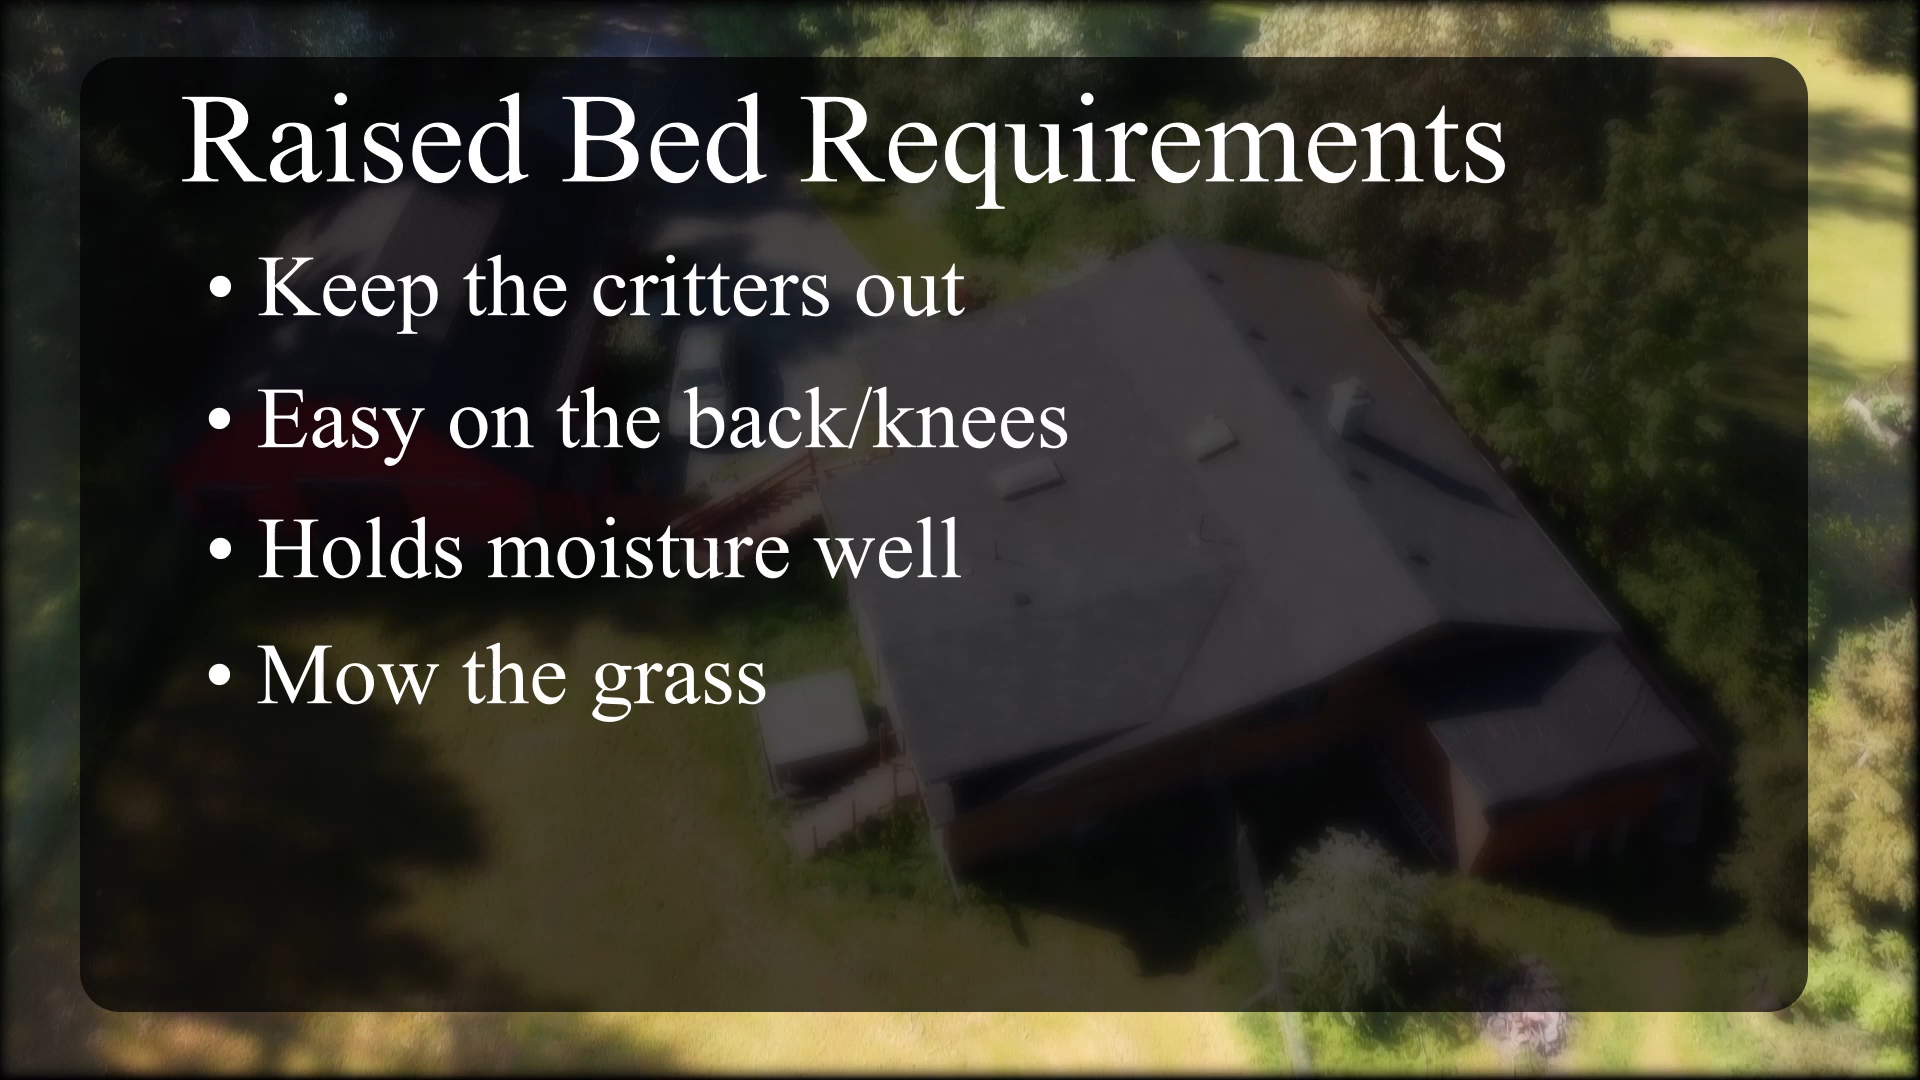 Raised Bed Requirements
• Keep the critters out
• Easy on the back/knees
• Holds moisture well
• Mow the grass